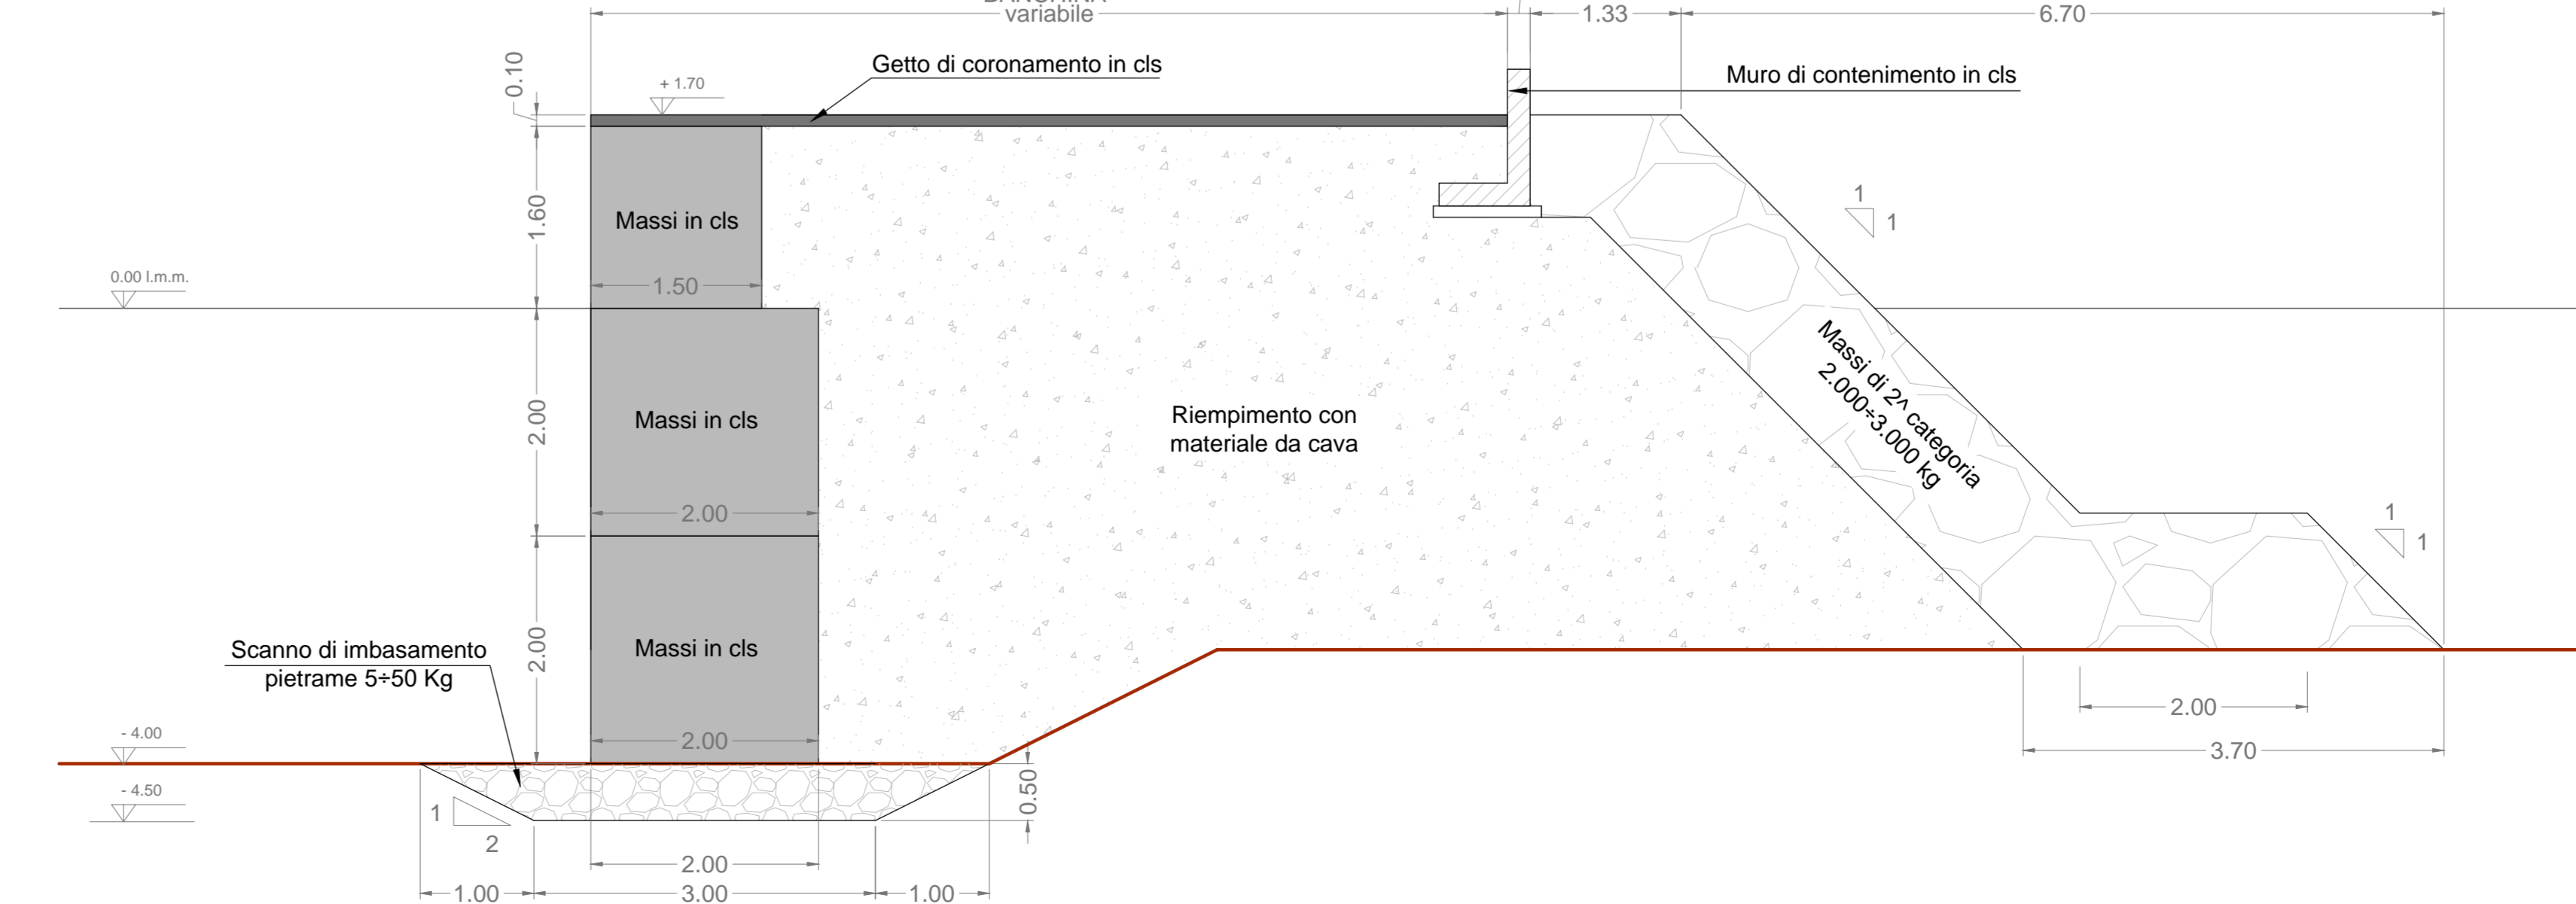 BANCHINA
variabile
1.33
6.70
0.10
+ 1.70
Getto di coronamento in cls
Muro di contenimento in cls
1.60
Massi in cls
1.50
1
1
0.00 l.m.m.
2.00
Massi in cls
2.00
Riempimento con
materiale da cava
Massi di 2^ categoria
2.000÷3.000 kg
1
1
2.00
Massi in cls
2.00
Scanno di imbasamento
pietrame 5÷50 Kg
2.00
3.70
- 4.00
- 4.50
1
2
0.50
2.00
1.00
3.00
1.00